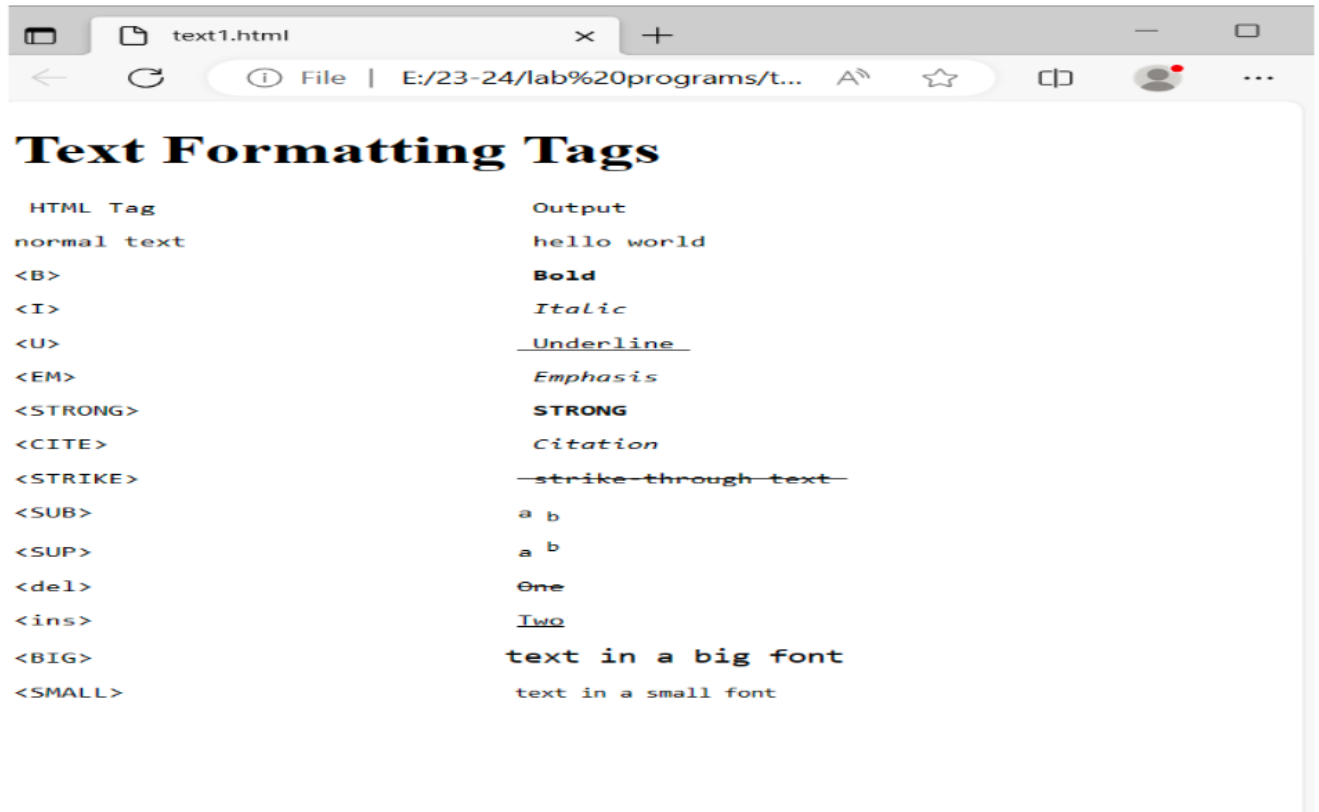 text1.html
File | E:/23-24/lab%20programs/t... A
Text Formatting Tags
HTML Tag Output
normal text hello world
<B> Bold
<I> Italic
<U> Underline
<EM> Emphasis
<STRONG> STRONG
<CITE> Citation
<STRIKE> strike-through text
<SUB> a b
<SUP> a b
<del> One
<ins> Two
<BIG> text in a big font
<SMALL> text in a small font